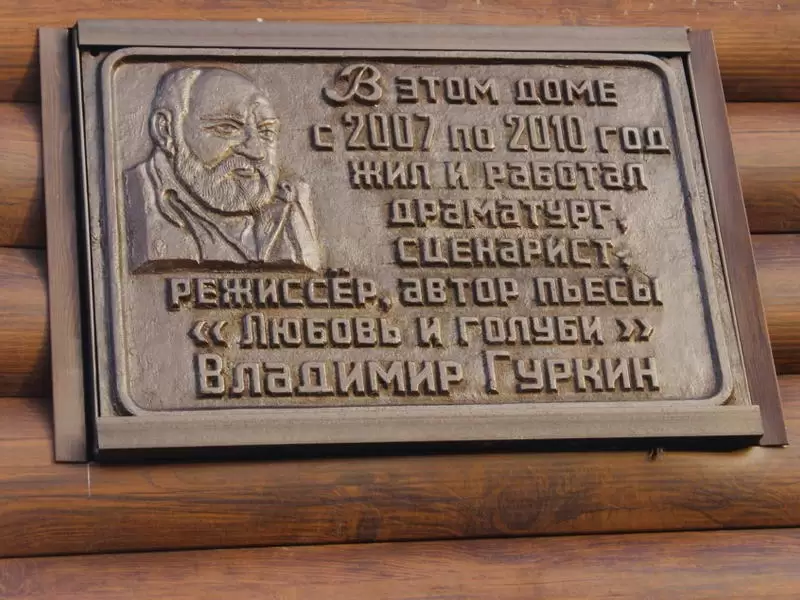 В этом доме
с 2007 по 2010 год
жил и работал
драматург,
сценарист,
режиссёр, автор пьесы
« Любовь и голуби »
Владимир Гуркин